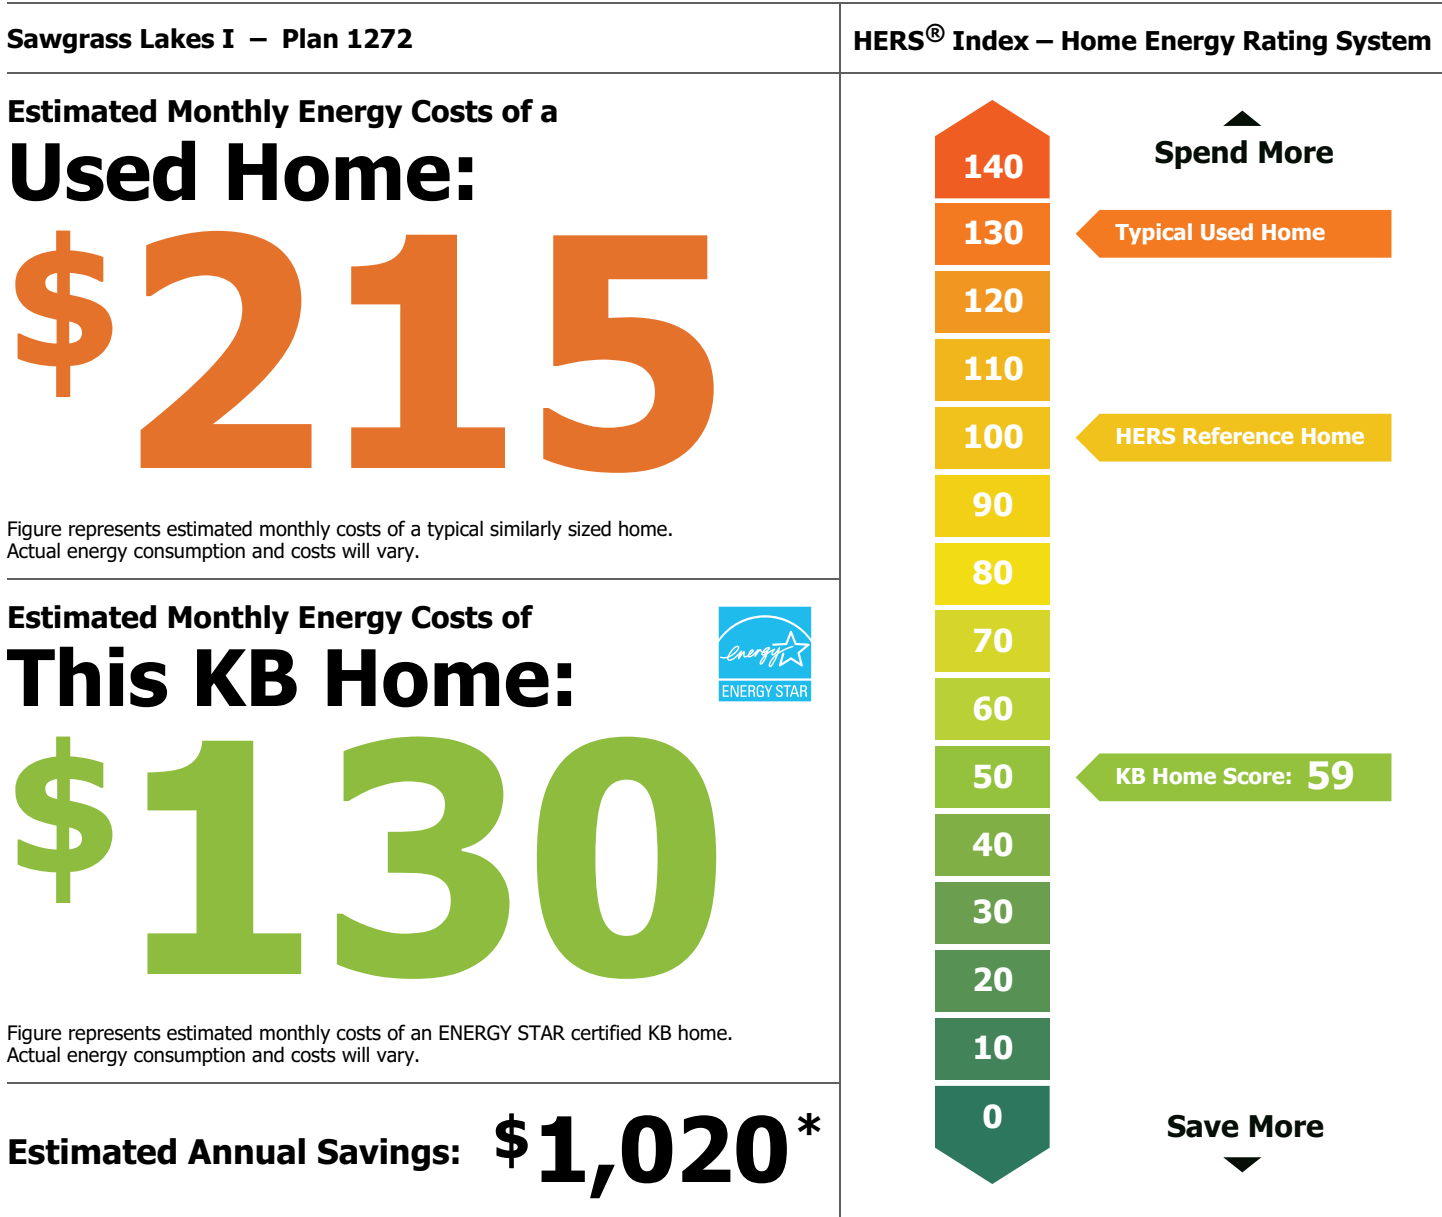 Sawgrass Lakes I – Plan 1272
Estimated Monthly Energy Costs of a
Used Home:
$215
Figure represents estimated monthly costs of a typical similarly sized home.
Actual energy consumption and costs will vary.
Estimated Monthly Energy Costs of
This KB Home:
energy
ENERGY STAR
$130
Figure represents estimated monthly costs of an ENERGY STAR certified KB home.
Actual energy consumption and costs will vary.
Estimated Annual Savings: $1,020*
HERS® Index – Home Energy Rating System
Spend More
140
130 Typical Used Home
120
110
100 HERS Reference Home
90
80
70
60
50 KB Home Score: 59
40
30
20
10
0
Save More